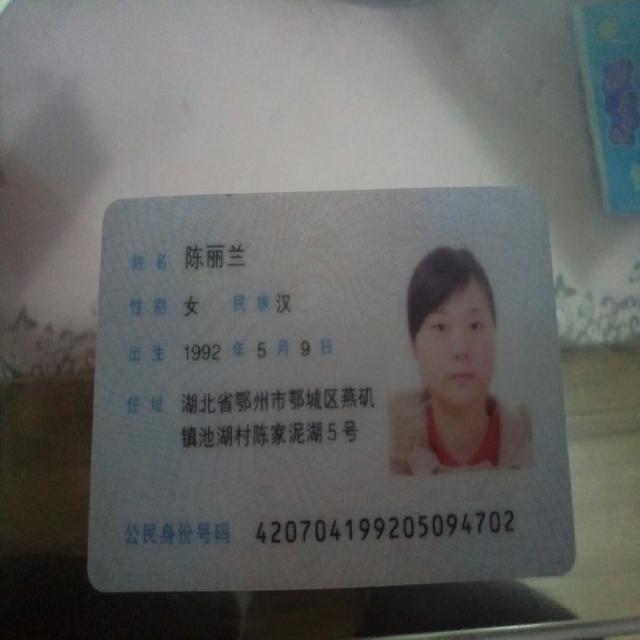 姓名 陈丽兰
性别 女 民族 汉
出生 1992 年 5 月 9 日
住址 湖北省鄂州市鄂城区燕矶
镇池湖村陈家泥湖5号
公民身份号码 420704199205094702